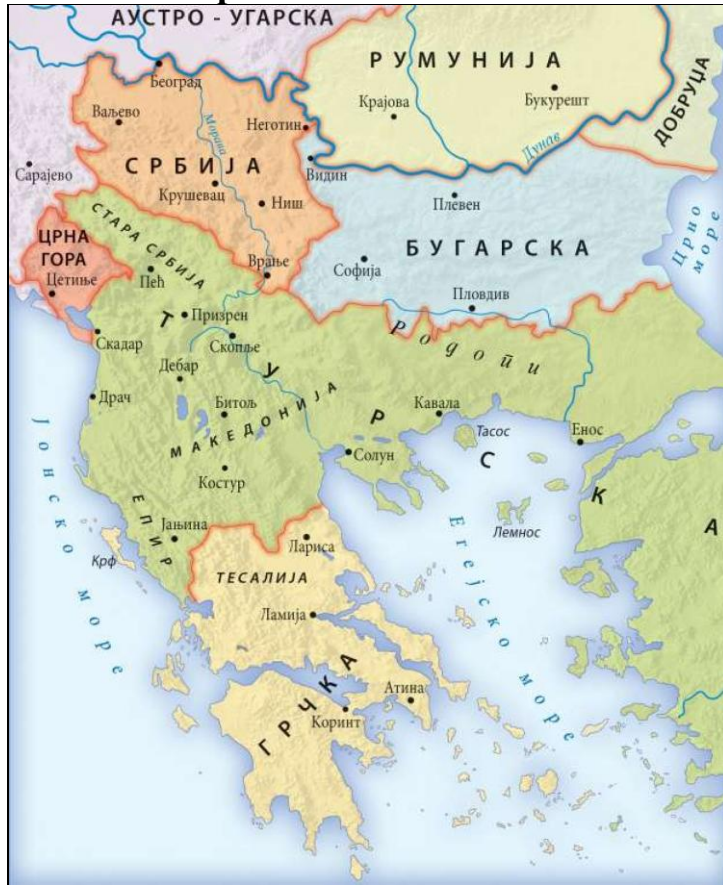 АУСТРО - УГАРСКА
РУМУНИЈА
ДОБРУЏА
Београд
Ваљево
Морава
Неготин
Крајова
Букурешт
Дунав
СРБИЈА
Сарајево
Видин
Крушевац
Ниш
Плевен
СТАРА СРБИЈА
БУГАРСКА
Црно море
ЦРНА ГОРА
Цетиње
Пећ
Врање
Софија
Пловдив
Призрен
Скадар
Скопље
Родопи
ТУРСКА
Дебар
Драч
Битољ
МАКЕДОНИЈА
Кавала
Тасос
Енос
Солун
Костур
Јонско море
ЕПИР
Јањина
Лемнос
Крф
Лариса
ТЕСАЛИЈА
Егејско море
Ламија
ГРЧКА
Атина
Коринт